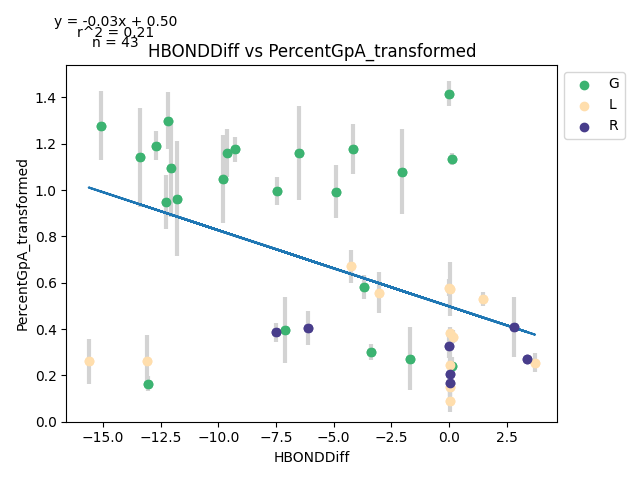 y = -0.03x + 0.50
r^2 = 0.21
n = 43
HBONDDiff vs PercentGpA_transformed
G
L
R
1.4
1.2
1.0
0.8
0.6
0.4
0.2
0.0
PercentGpA_transformed
−15.0 −12.5 −10.0 −7.5 −5.0 −2.5 0.0 2.5
HBONDDiff